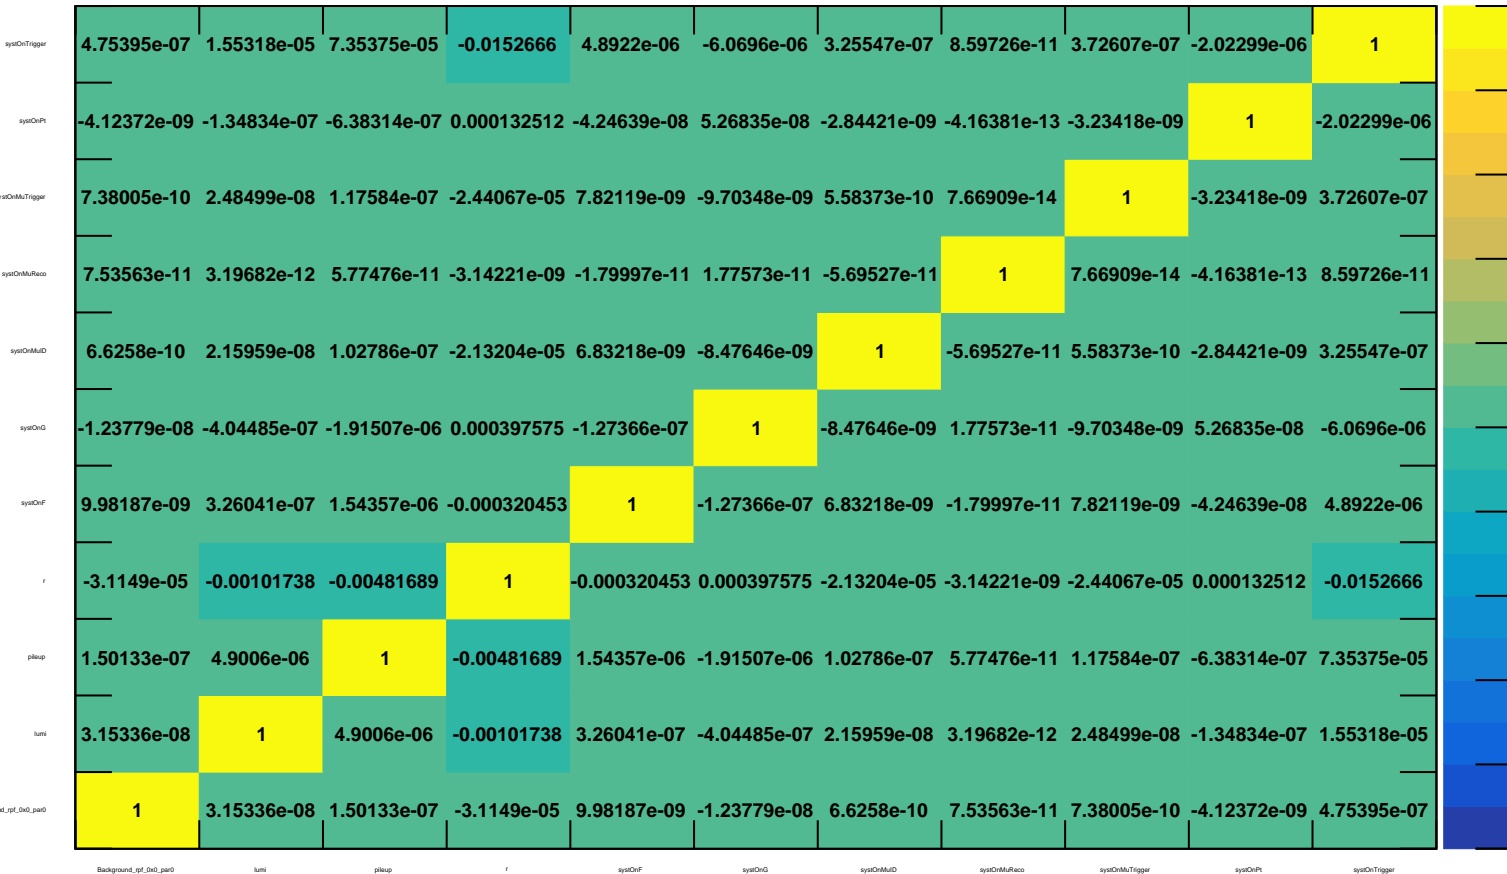 systOnTrigger 4.75395e-07 1.55318e-05 7.35375e-05 -0.0152666 4.8922e-06 -6.0696e-06 3.25547e-07 8.59726e-11 3.72607e-07 -2.02299e-06 1
systOnPt -4.12372e-09 -1.34834e-07 -6.38314e-07 0.000132512 -4.24639e-08 5.26835e-08 -2.84421e-09 -4.16381e-13 -3.23418e-09 1 -2.02299e-06
stOnMuTrigger 7.38005e-10 2.48499e-08 1.17584e-07 -2.44067e-05 7.82119e-09 -9.70348e-09 5.58373e-10 7.66909e-14 1 -3.23418e-09 3.72607e-07
systOnMuReco 7.53563e-11 3.19682e-12 5.77476e-11 -3.14221e-09 -1.79997e-11 1.77573e-11 -5.69527e-11 1 7.66909e-14 -4.16381e-13 8.59726e-11
systOnMuID 6.6258e-10 2.15959e-08 1.02786e-07 -2.13204e-05 6.83218e-09 -8.47646e-09 1 -5.69527e-11 5.58373e-10 -2.84421e-09 3.25547e-07
systOnG -1.23779e-08 -4.04485e-07 -1.91507e-06 0.000397575 -1.27366e-07 1 -8.47646e-09 1.77573e-11 -9.70348e-09 5.26835e-08 -6.0696e-06
systOnF 9.98187e-09 3.26041e-07 1.54357e-06 -0.000320453 1 -1.27366e-07 6.83218e-09 -1.79997e-11 7.82119e-09 -4.24639e-08 4.8922e-06
r -3.1149e-05 -0.00101738 -0.00481689 1 -0.000320453 0.000397575 -2.13204e-05 -3.14221e-09 -2.44067e-05 0.000132512 -0.0152666
pileup 1.50133e-07 4.9006e-06 1 -0.00481689 1.54357e-06 -1.91507e-06 1.02786e-07 5.77476e-11 1.17584e-07 -6.38314e-07 7.35375e-05
lumi 3.15336e-08 1 4.9006e-06 -0.00101738 3.26041e-07 -4.04485e-07 2.15959e-08 3.19682e-12 2.48499e-08 -1.34834e-07 1.55318e-05
d_rpf_0x0_par0 1 3.15336e-08 1.50133e-07 -3.1149e-05 9.98187e-09 -1.23779e-08 6.6258e-10 7.53563e-11 7.38005e-10 -4.12372e-09 4.75395e-07
Background_rpf_0x0_par0 lumi pileup r systOnF systOnG systOnMuID systOnMuReco systOnMuTrigger systOnPt systOnTrigger